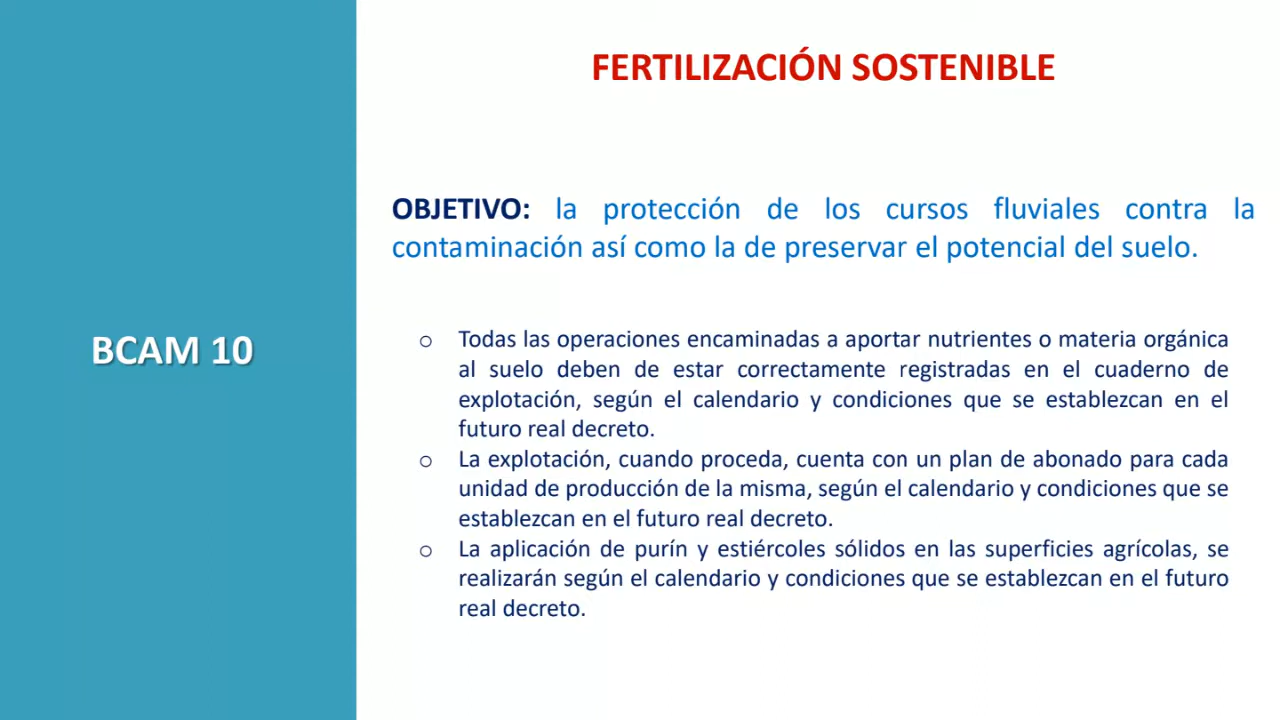 FERTILIZACIÓN SOSTENIBLE
OBJETIVO: la protección de los cursos fluviales contra la
contaminación así como la de preservar el potencial del suelo.
BCAM 10
o Todas las operaciones encaminadas a aportar nutrientes o materia orgánica
al suelo deben de estar correctamente registradas en el cuaderno de
explotación, según el calendario y condiciones que se establezcan en el
futuro real decreto.
o La explotación, cuando proceda, cuenta con un plan de abonado para cada
unidad de producción de la misma, según el calendario y condiciones que se
establezcan en el futuro real decreto.
o La aplicación de purín y estiércoles sólidos en las superficies agrícolas, se
realizarán según el calendario y condiciones que se establezcan en el futuro
real decreto.